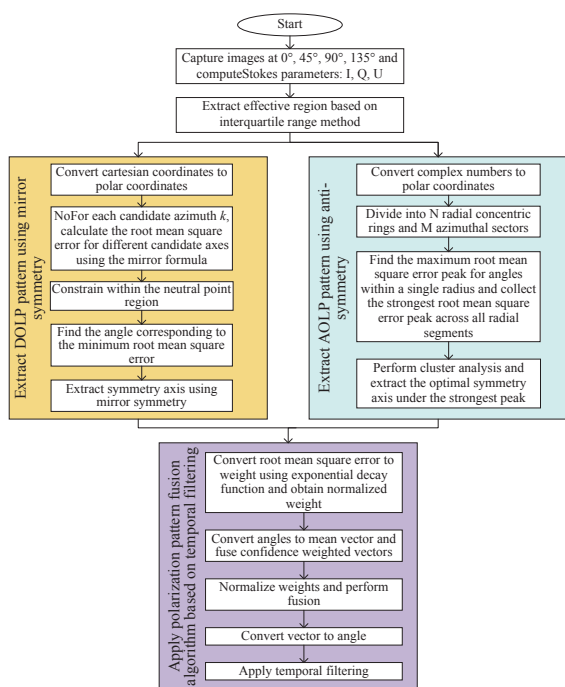 Start
Capture images at 0°, 45°, 90°, 135° and
computeStokes parameters: I, Q, U
Extract effective region based on
interquartile range method
Extract DOLP pattern using mirror
symmetry
Convert cartesian coordinates to
polar coordinates
NoFor each candidate azimuth k,
calculate the root mean square
error for different candidate axes
using the mirror formula
Constrain within the neutral point
region
Find the angle corresponding to
the minimum root mean square
error
Extract symmetry axis using
mirror symmetry
Extract AOLP pattern using anti-
symmetry
Convert complex numbers to
polar coordinates
Divide into N radial concentric
rings and M azimuthal sectors
Find the maximum root mean
square error peak for angles
within a single radius and collect
the strongest root mean square
error peak across all radial
segments
Perform cluster analysis and
extract the optimal symmetry
axis under the strongest peak
Apply polarization pattern fusion
algorithm based on temporal filtering
Convert root mean square error to
weight using exponential decay
function and obtain normalized
weight
Convert angles to mean vector and
fuse confidence weighted vectors
Normalize weights and perform
fusion
Convert vector to angle
Apply temporal filtering